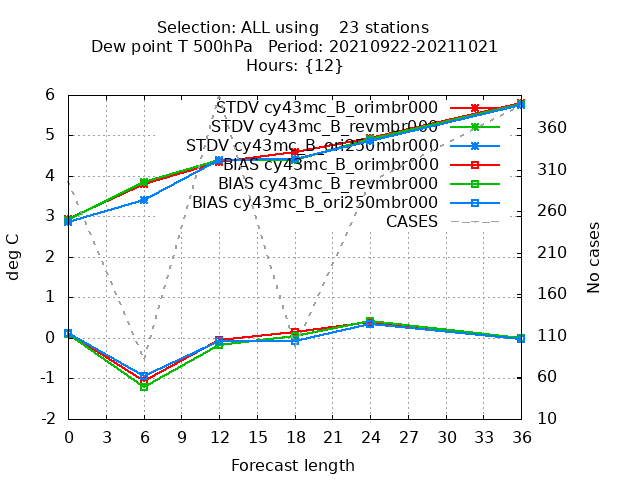 Selection: ALL using    23 stations
Dew point T 500hPa   Period: 20210922-20211021
Hours: {12}
STDV cy43mc_B_orimbr000
STDV cy43mc_B_revmbr000
STDV cy43mc_B_ori250mbr000
BIAS cy43mc_B_orimbr000
BIAS cy43mc_B_revmbr000
BIAS cy43mc_B_ori250mbr000
CASES
6
5
4
3
2
1
0
-1
-2
deg C
360
310
260
210
160
110
60
10
No cases
0 3 6 9 12 15 18 21 24 27 30 33 36
Forecast length